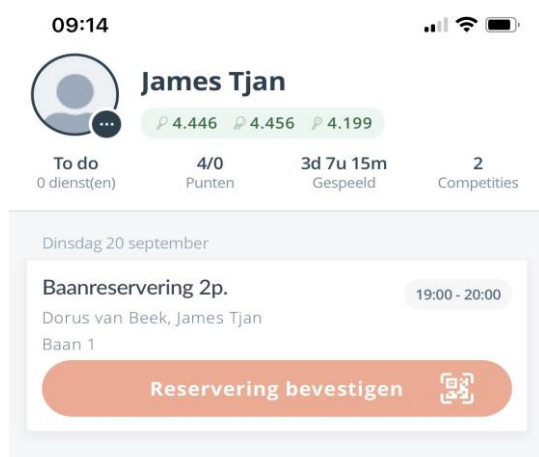 09:14
James Tjan
4.446 4.456 4.199
To do 4/0 3d 7u 15m 2
0 dienst(en) Punten Gespeeld Competities
Dinsdag 20 september
Baanreservering 2p. 19:00 - 20:00
Dorus van Beek, James Tjan
Baan 1
Reservering bevestigen